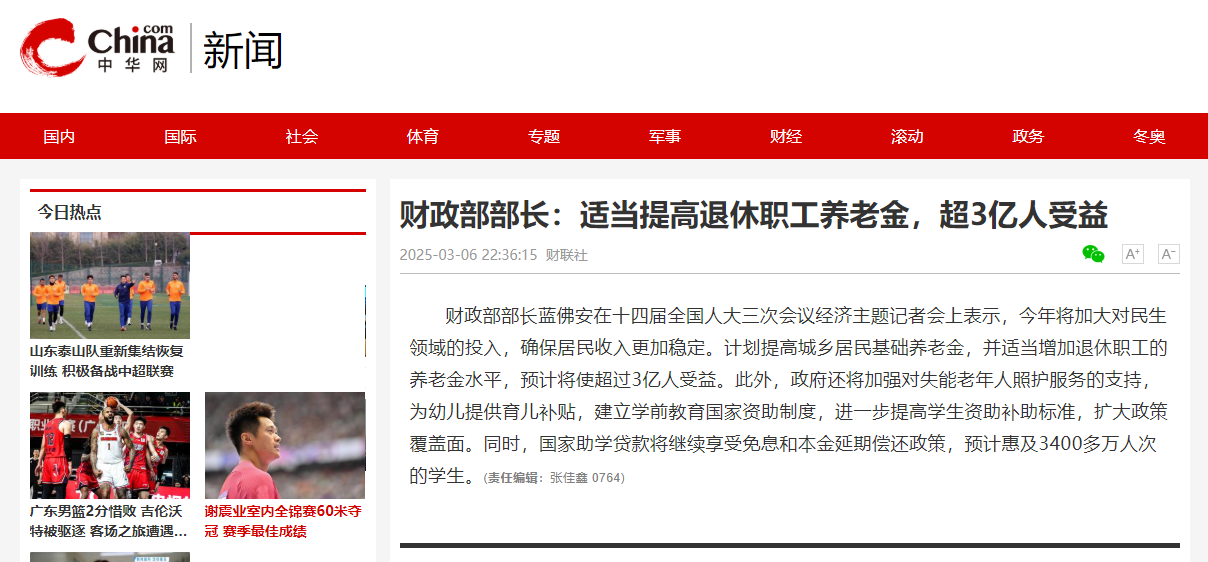 China.com
中华网
新闻
国内 国际 社会 体育 专题 军事 财经 滚动 政务 冬奥
今日热点
山东泰山队重新集结恢复
训练 积极备战中超联赛
广东男篮2分惜败 吉伦沃
特被驱逐 客场之旅遭遇...
谢震业室内全锦赛60米夺
冠 赛季最佳成绩
财政部部长：适当提高退休职工养老金，超3亿人受益
2025-03-06 22:36:15 财联社
A+ A-
财政部部长蓝佛安在十四届全国人大三次会议经济主题记者会上表示，今年将加大对民生
领域的投入，确保居民收入更加稳定。计划提高城乡居民基础养老金，并适当增加退休职工的
养老金水平，预计将使超过3亿人受益。此外，政府还将加强对失能老年人照护服务的支持，
为幼儿提供育儿补贴，建立学前教育国家资助制度，进一步提高学生资助补助标准，扩大政策
覆盖面。同时，国家助学贷款将继续享受免息和本金延期偿还政策，预计惠及3400多万人次
的学生。(责任编辑：张佳鑫 0764)